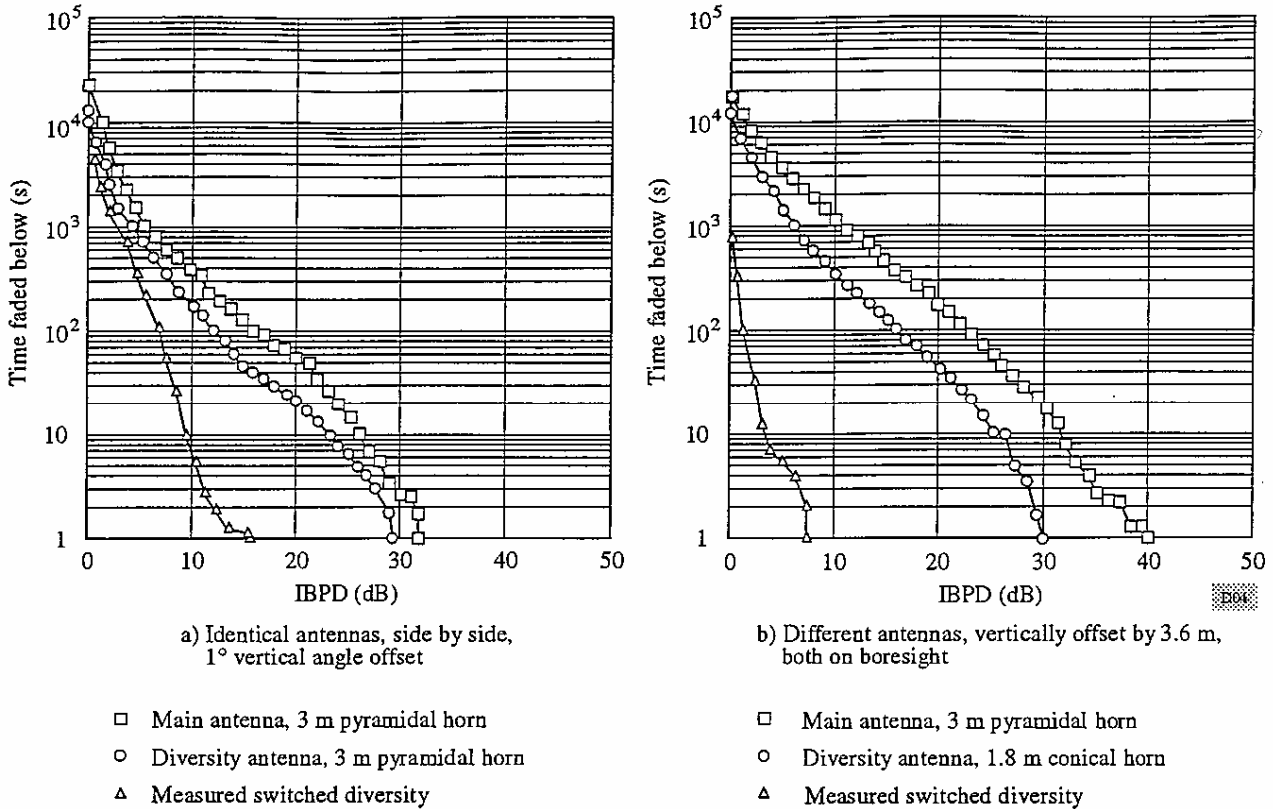 10^5
10^4
10^3
10^2
10
1
Time faded below (s)
0 10 20 30 40 50
IBPD (dB)
a) Identical antennas, side by side,
1° vertical angle offset
□ Main antenna, 3 m pyramidal horn
○ Diversity antenna, 3 m pyramidal horn
△ Measured switched diversity
10^5
10^4
10^3
10^2
10
1
Time faded below (s)
0 10 20 30 40 50
IBPD (dB)
D04
b) Different antennas, vertically offset by 3.6 m,
both on boresight
□ Main antenna, 3 m pyramidal horn
○ Diversity antenna, 1.8 m conical horn
△ Measured switched diversity